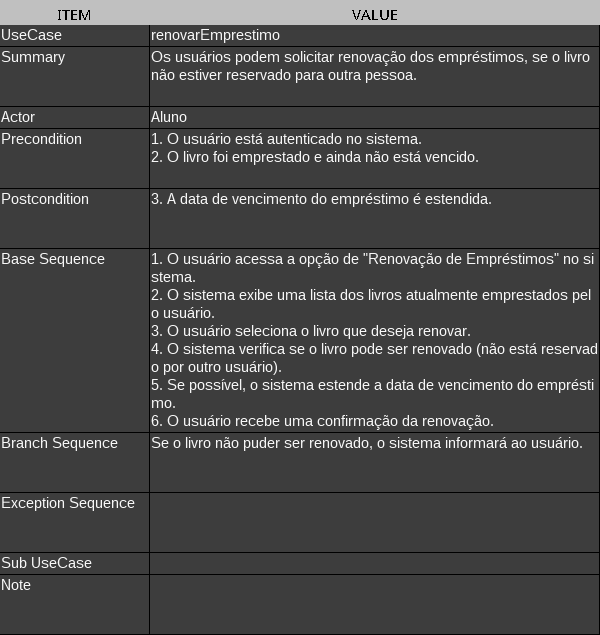 ITEM VALUE
UseCase renovarEmprestimo
Summary Os usuários podem solicitar renovação dos empréstimos, se o livro
não estiver reservado para outra pessoa.
Actor Aluno
Precondition 1. O usuário está autenticado no sistema.
2. O livro foi emprestado e ainda não está vencido.
Postcondition 3. A data de vencimento do empréstimo é estendida.
Base Sequence 1. O usuário acessa a opção de "Renovação de Empréstimos" no si
stema.
2. O sistema exibe uma lista dos livros atualmente emprestados pel
o usuário.
3. O usuário seleciona o livro que deseja renovar.
4. O sistema verifica se o livro pode ser renovado (não está reservad
o por outro usuário).
5. Se possível, o sistema estende a data de vencimento do emprésti
mo.
6. O usuário recebe uma confirmação da renovação.
Branch Sequence Se o livro não puder ser renovado, o sistema informará ao usuário.
Exception Sequence
Sub UseCase
Note